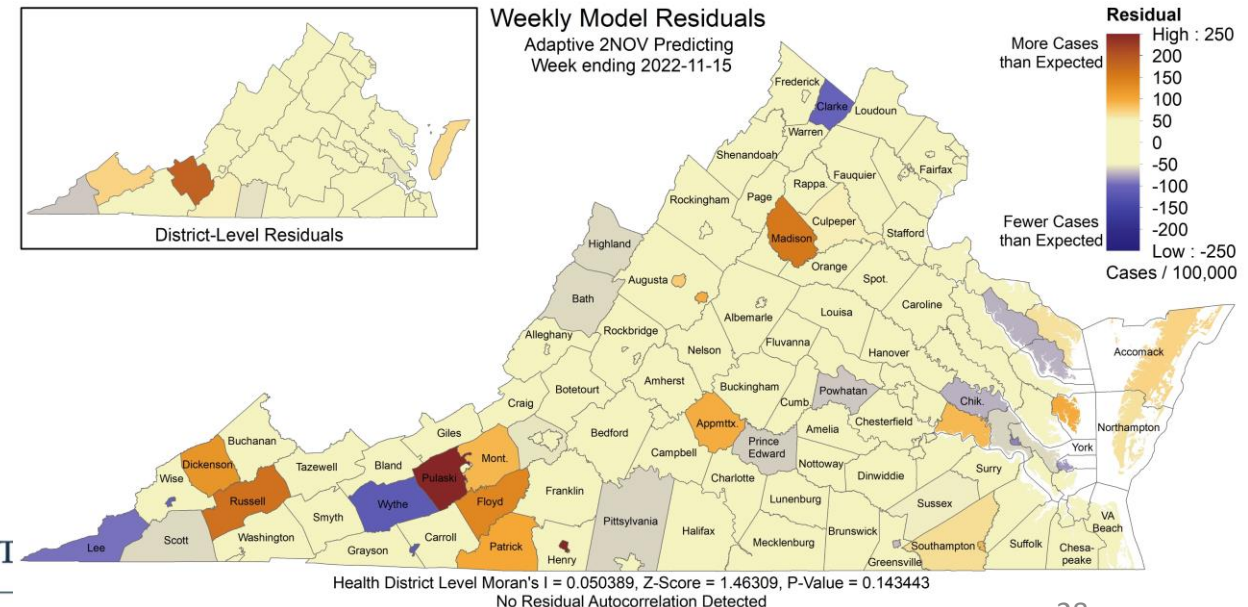 Weekly Model Residuals
Adaptive 2NOV Predicting
Week ending 2022-11-15
District-Level Residuals
Residual
More Cases
than Expected
High : 250
200
150
100
50
0
-50
-100
-150
-200
Low : -250
Fewer Cases
than Expected
Cases / 100,000
Frederick
Clarke
Loudoun
Warren
Shenandoah
Fauquier
Fairfax
Rappa.
Page
Rockingham
Culpeper
Madison
Stafford
Highland
Orange
Augusta
Spot.
Bath
Caroline
Albemarle
Louisa
Accomack
Alleghany
Rockbridge
Fluvanna
Nelson
Hanover
Amherst
Buckingham
Powhatan
Botetourt
Cumb.
Chik.
Craig
Appmttx.
Chesterfield
Northampton
Amelia
Giles
Bedford
Prince
Edward
York
Buchanan
Campbell
Nottoway
Mont.
Dickenson
Tazewell
Bland
Charlotte
Dinwiddie
Surry
Wise
Pulaski
Russell
Floyd
Franklin
Lunenburg
Wythe
Sussex
Smyth
Pittsylvania
VA
Beach
Halifax
Mecklenburg
Brunswick
Washington
Carroll
Patrick
Southampton
Suffolk
Chesa-
peake
Scott
Lee
Grayson
Henry
Greensville
Health District Level Moran's I = 0.050389, Z-Score = 1.46309, P-Value = 0.143443
No Residual Autocorrelation Detected